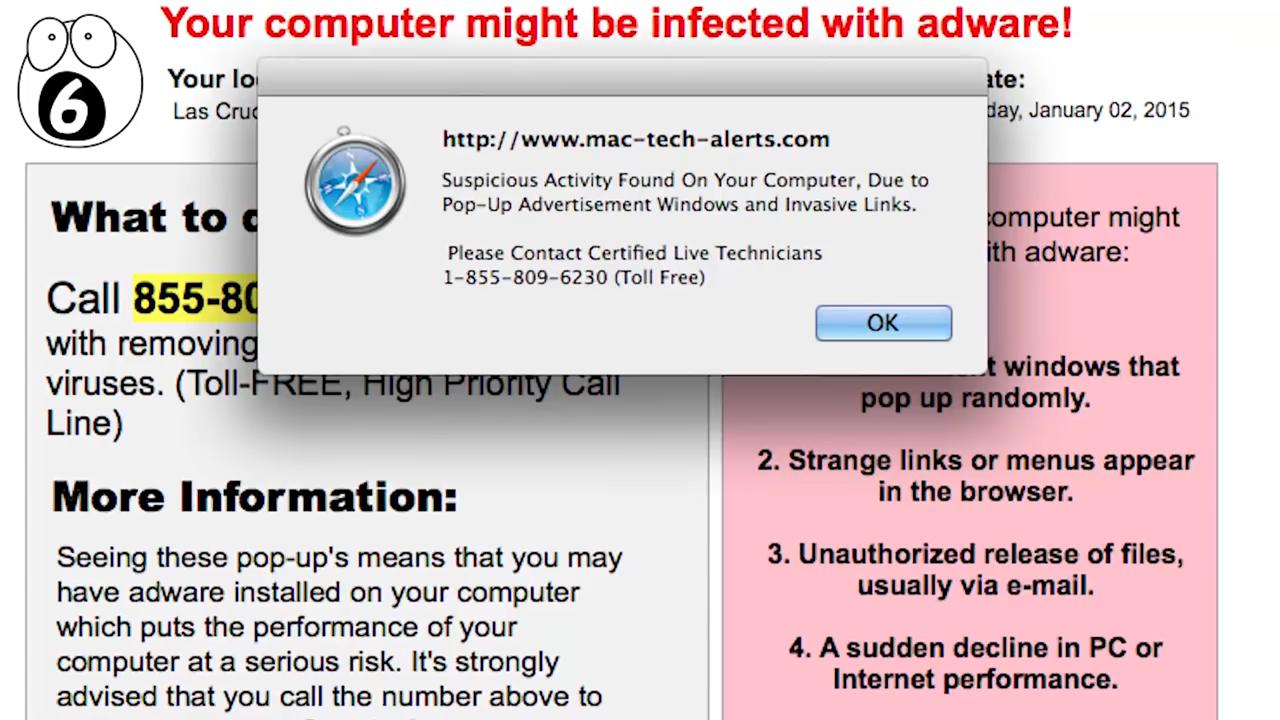 Your computer might be infected with adware!
6
Your lo
ate:
Las Cruc
day, January 02, 2015
http://www.mac-tech-alerts.com
Suspicious Activity Found On Your Computer, Due to
Pop-Up Advertisement Windows and Invasive Links.
Please Contact Certified Live Technicians
1-855-809-6230 (Toll Free)
OK
What to d
Call 855-80
with removing
viruses. (Toll-FREE, High Priority Call
Line)
More Information:
Seeing these pop-up's means that you may
have adware installed on your computer
which puts the performance of your
computer at a serious risk. It's strongly
advised that you call the number above to
computer might
ith adware:
t windows that
pop up randomly.
2. Strange links or menus appear
in the browser.
3. Unauthorized release of files,
usually via e-mail.
4. A sudden decline in PC or
Internet performance.